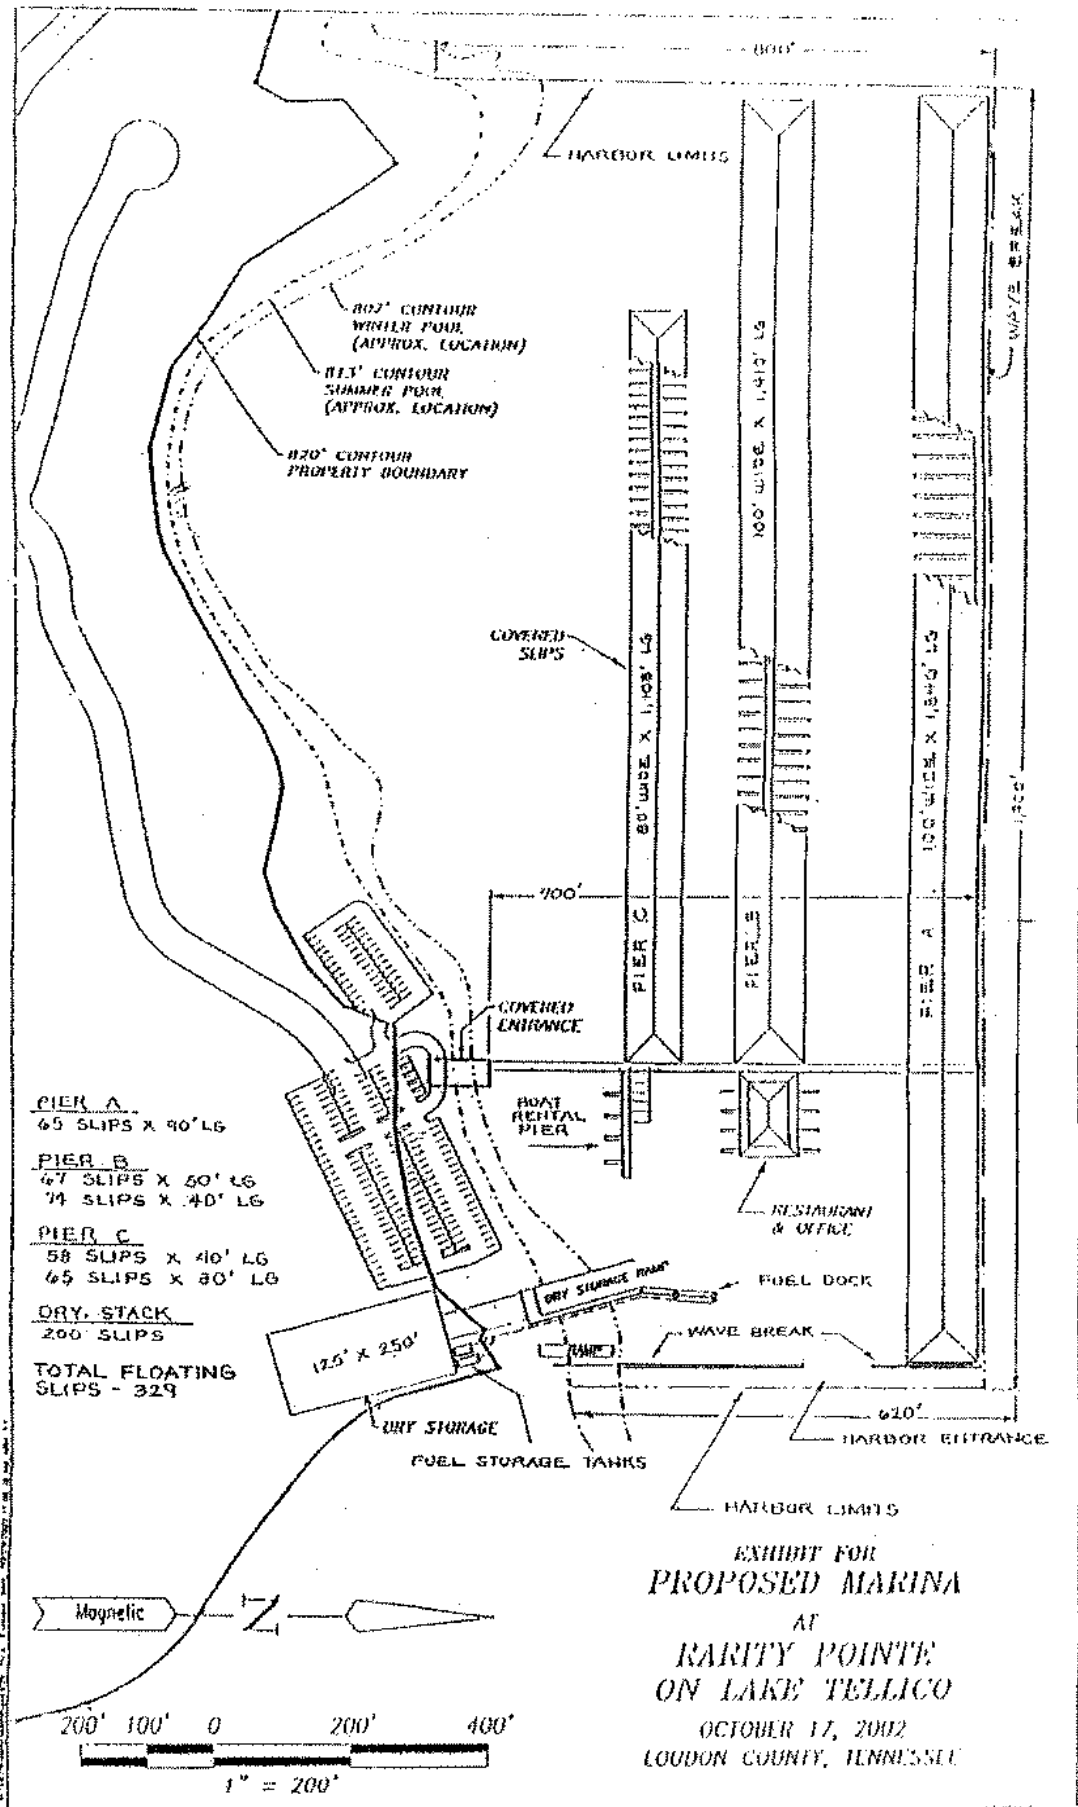 800'
HARBOR LIMITS
WAVE BREAK
807' CONTOUR
WINTER POOL
(APPROX. LOCATION)
813' CONTOUR
SUMMER POOL
(APPROX. LOCATION)
820' CONTOUR
PROPERTY BOUNDARY
COVERED
SLIPS
PIER C 80' WIDE X 1,105' LG
PIER B
100' WIDE X 1,410' LG
PIER A 100' WIDE X 1,840' LG
700'
COVERED
ENTRANCE
BOAT
RENTAL
PIER
RESTAURANT
& OFFICE
PIER A
65 SLIPS X 90' LG
PIER B
67 SLIPS X 50' LG
74 SLIPS X 40' LG
PIER C
58 SLIPS X 40' LG
65 SLIPS X 30' LG
DRY STACK
200 SLIPS
TOTAL FLOATING
SLIPS - 329
DRY STORAGE RAMP
FUEL DOCK
RAMP
WAVE BREAK
125' X 250'
DRY STORAGE
FUEL STORAGE TANKS
620'
HARBOR ENTRANCE
HARBOR LIMITS
EXHIBIT FOR
PROPOSED MARINA
AT
RARITY POINTE
ON LAKE TELLICO
OCTOBER 17, 2002
LOUDON COUNTY, TENNESSEE
Magnetic N
200' 100' 0 200' 400'
1" = 200'